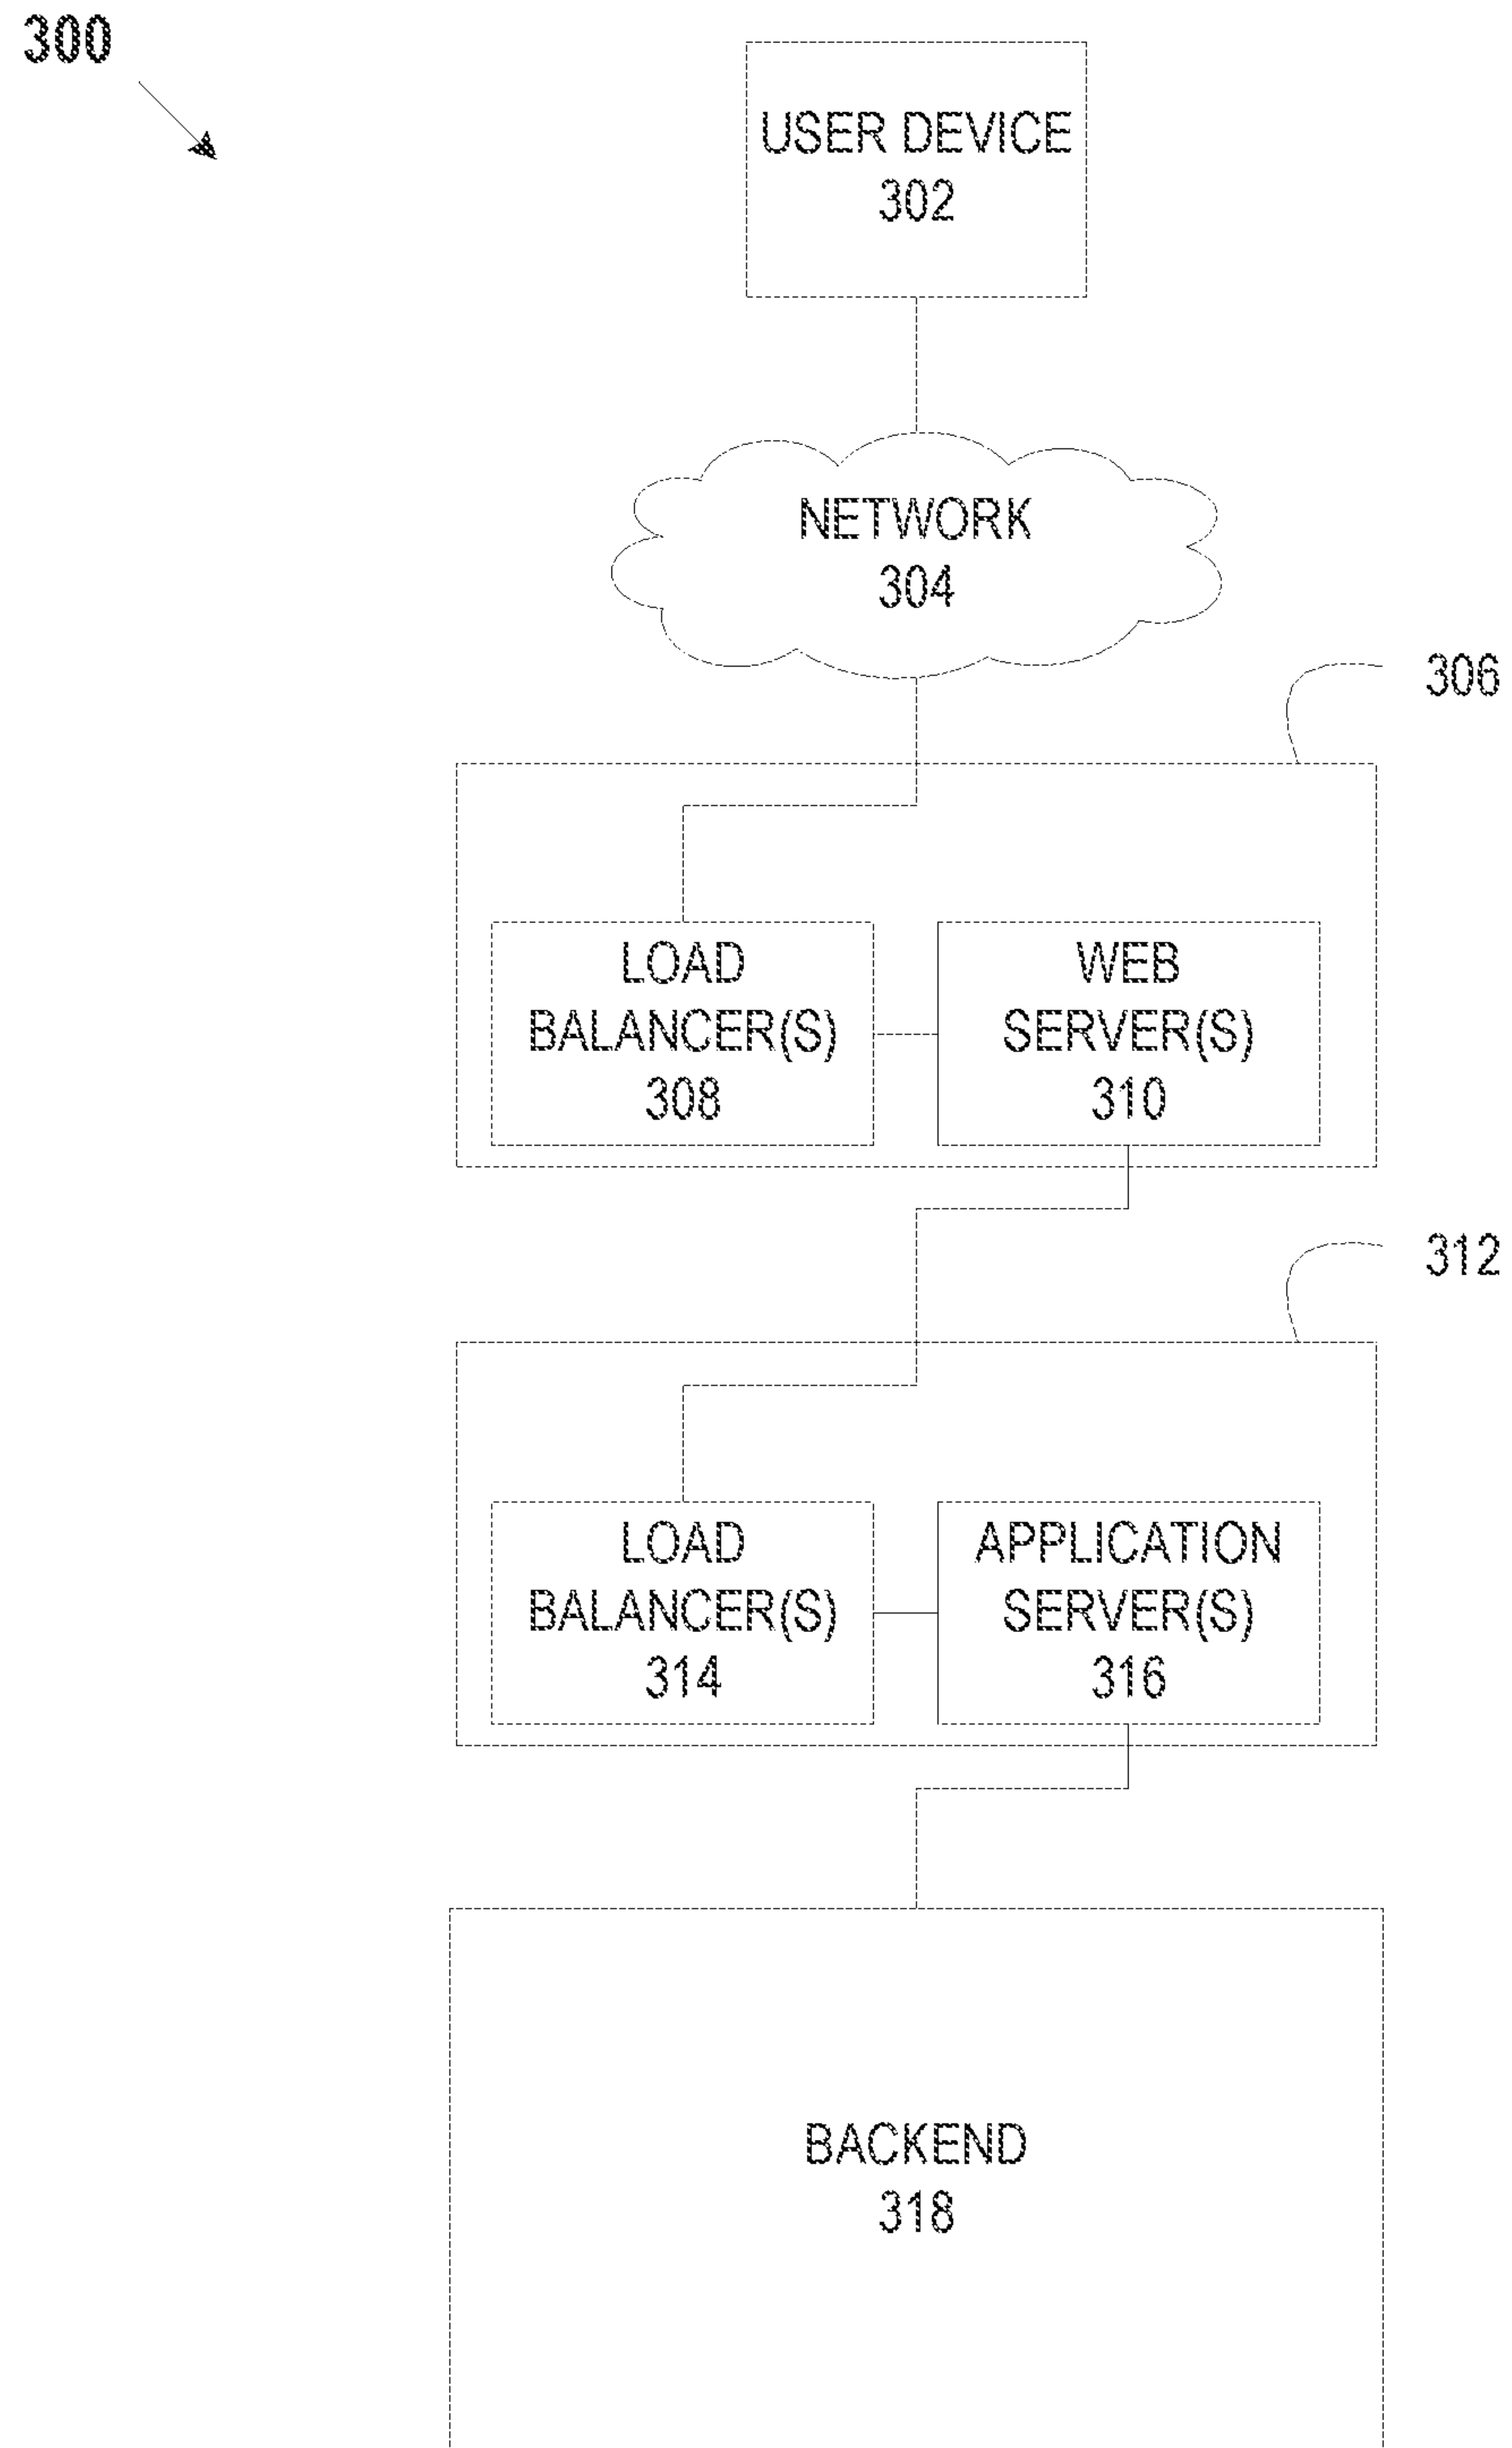 300
USER DEVICE
302
NETWORK
304
306
LOAD
BALANCER(S)
308
WEB
SERVER(S)
310
312
LOAD
BALANCER(S)
314
APPLICATION
SERVER(S)
316
BACKEND
318